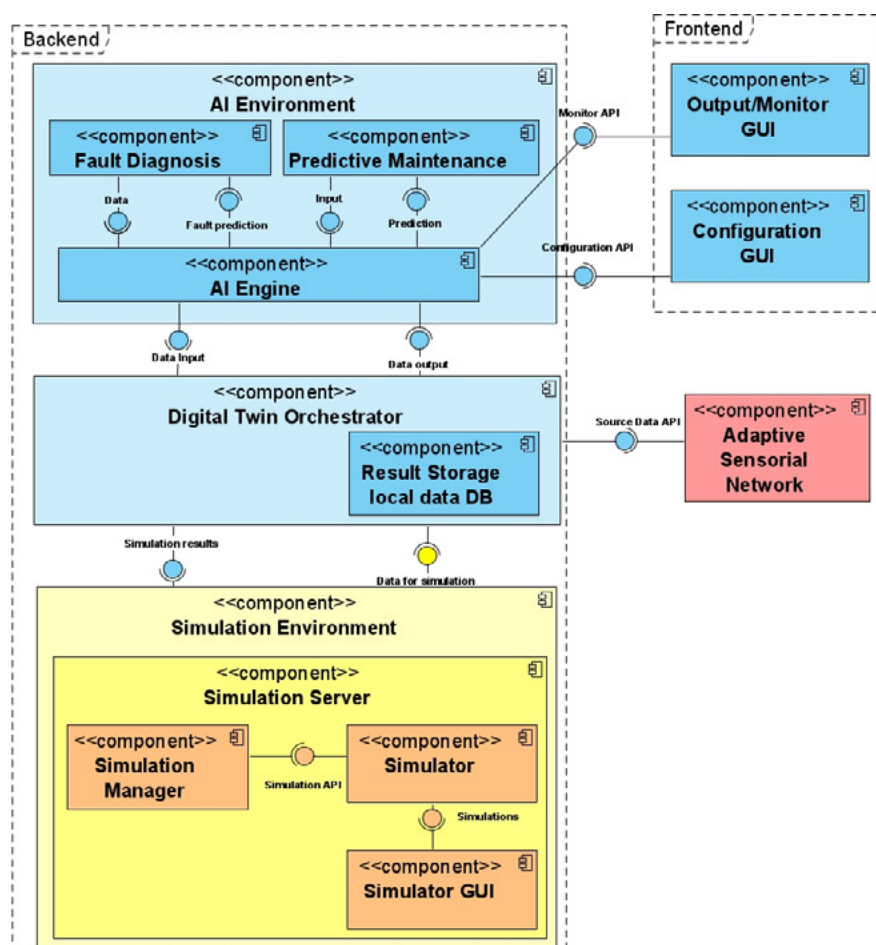 Backend
Frontend
<<component>>
AI Environment
<<component>>
Fault Diagnosis
<<component>>
Predictive Maintenance
Data
Fault prediction
Input
Prediction
<<component>>
AI Engine
Monitor API
<<component>>
Output/Monitor
GUI
Configuration API
<<component>>
Configuration
GUI
Data Input
Data output
<<component>>
Digital Twin Orchestrator
<<component>>
Result Storage
local data DB
Source Data API
<<component>>
Adaptive
Sensorial
Network
Simulation results
Data for simulation
<<component>>
Simulation Environment
<<component>>
Simulation Server
<<component>>
Simulation
Manager
Simulation API
<<component>>
Simulator
Simulations
<<component>>
Simulator GUI